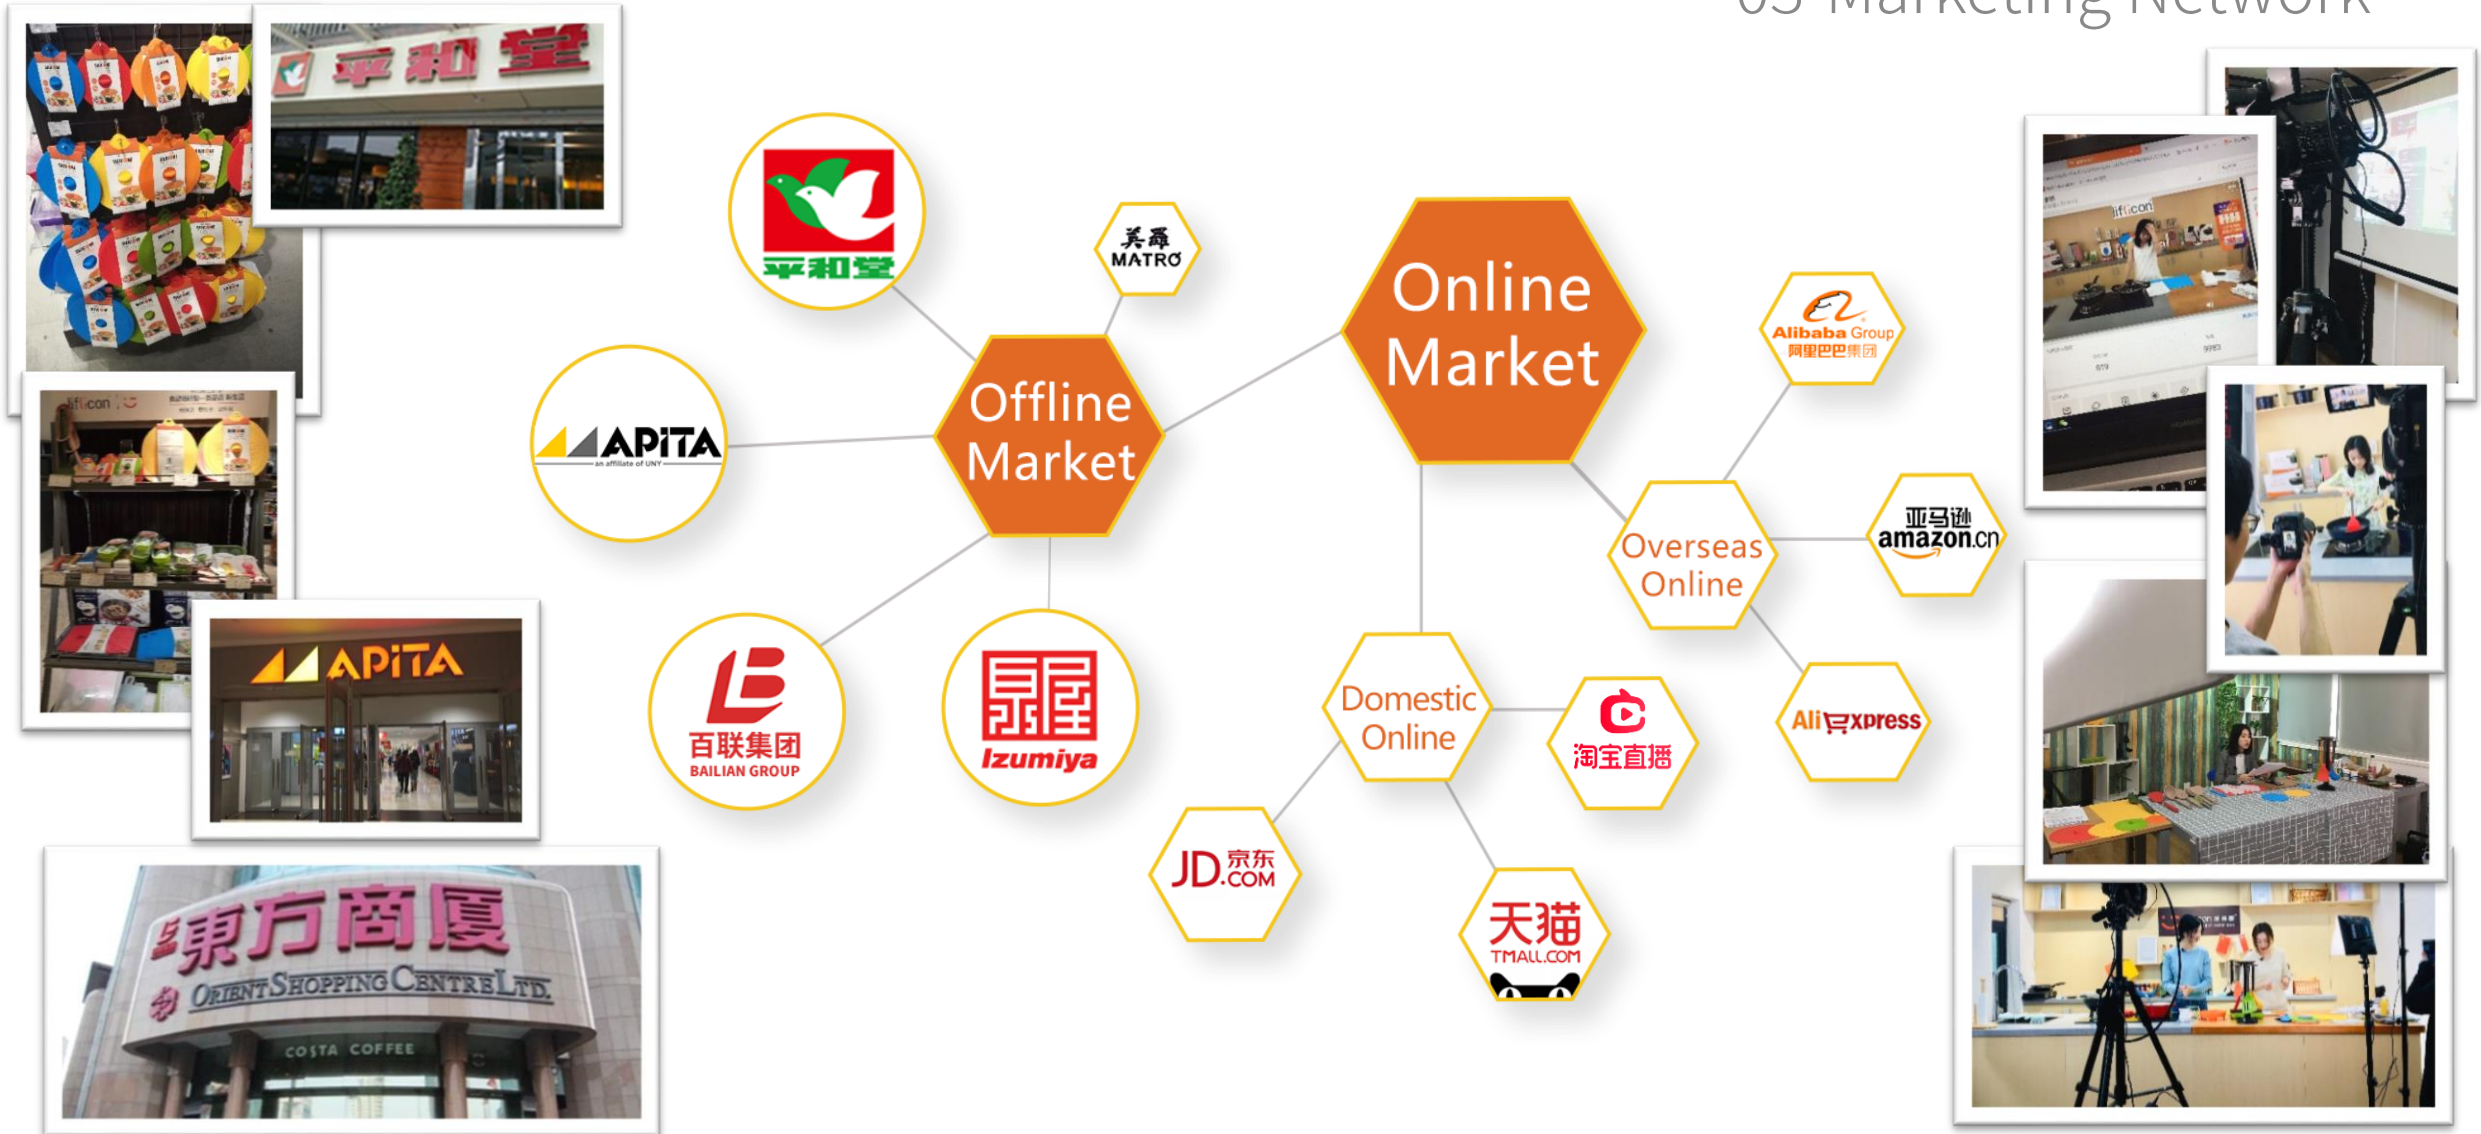 03 Marketing Network
平和堂
平和堂
美羅
MATRO
Online
Market
Alibaba Group
阿里巴巴集团
lifticon
Offline
Market
APiTA
an affiliate of UNY
亚马逊
amazon.cn
Overseas
Online
APiTA
百联集团
BAILIAN GROUP
Izumiya
Domestic
Online
淘宝直播
AliExpress
JD.COM
京东
天猫
TMALL.COM
東方商厦
ORIENT SHOPPING CENTRE LTD.
COSTA COFFEE